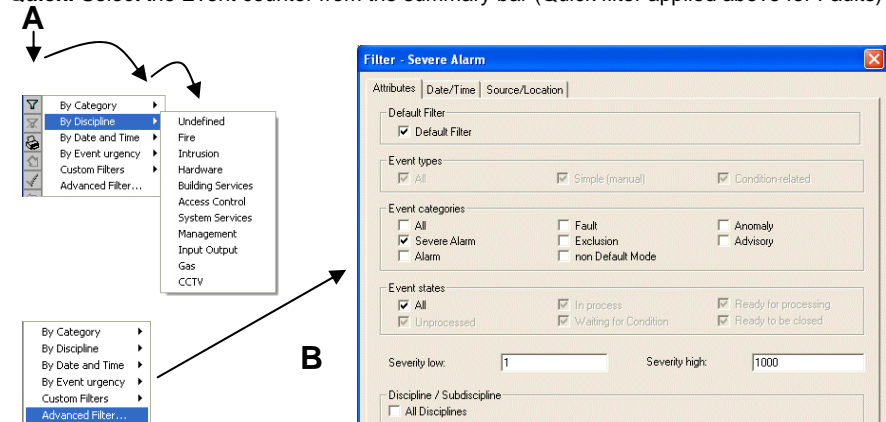 Quick: Select the Event counter from the summary bar (Quick filter applied above for Faults)
A
By Category
By Discipline
By Date and Time
By Event urgency
Custom Filters
Advanced Filter...
Undefined
Fire
Intrusion
Hardware
Building Services
Access Control
System Services
Management
Input Output
Gas
CCTV
By Category
By Discipline
By Date and Time
By Event urgency
Custom Filters
Advanced Filter...
B
Filter - Severe Alarm
Attributes Date/Time Source/Location
Default Filter
Default Filter
Event types
All Simple (manual) Condition-related
Event categories
All Fault Anomaly
Severe Alarm Exclusion Advisory
Alarm non Default Mode
Event states
All In process Ready for processing
Unprocessed Waiting for Condition Ready to be closed
Severity low: 1 Severity high: 1000
Discipline / Subdiscipline
All Disciplines